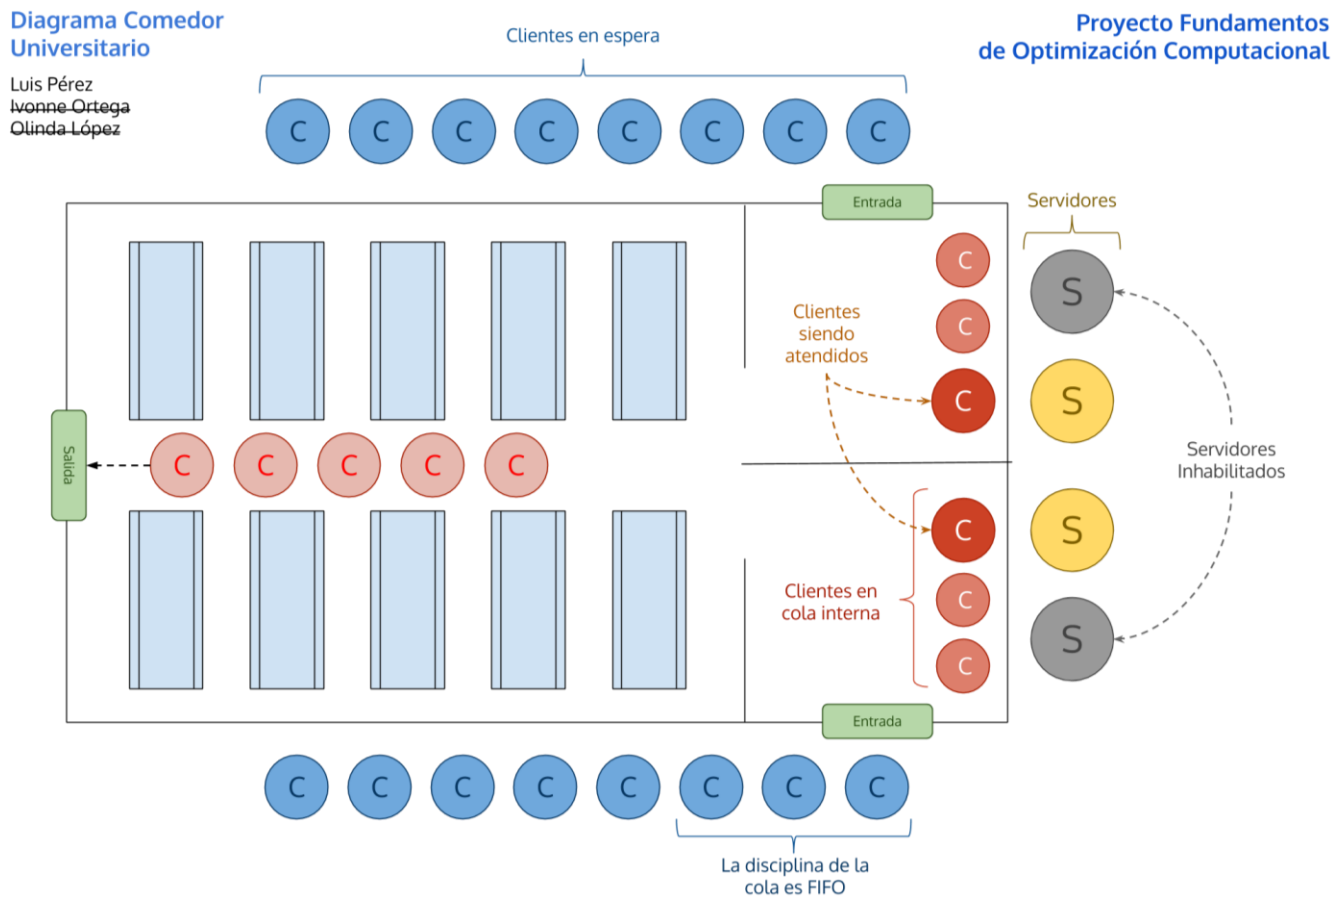 Diagrama Comedor
Universitario
Proyecto Fundamentos
de Optimización Computacional
Luis Pérez
Ivonne Ortega
Olinda López
Clientes en espera
C C C C C C C C
Entrada
Servidores
C
S
C
Clientes
siendo
atendidos
C
S
Salida
C C C C C
Servidores
Inhabilitados
C
S
Clientes en
cola interna
C
S
C
Entrada
C C C C C C C C
La disciplina de la
cola es FIFO